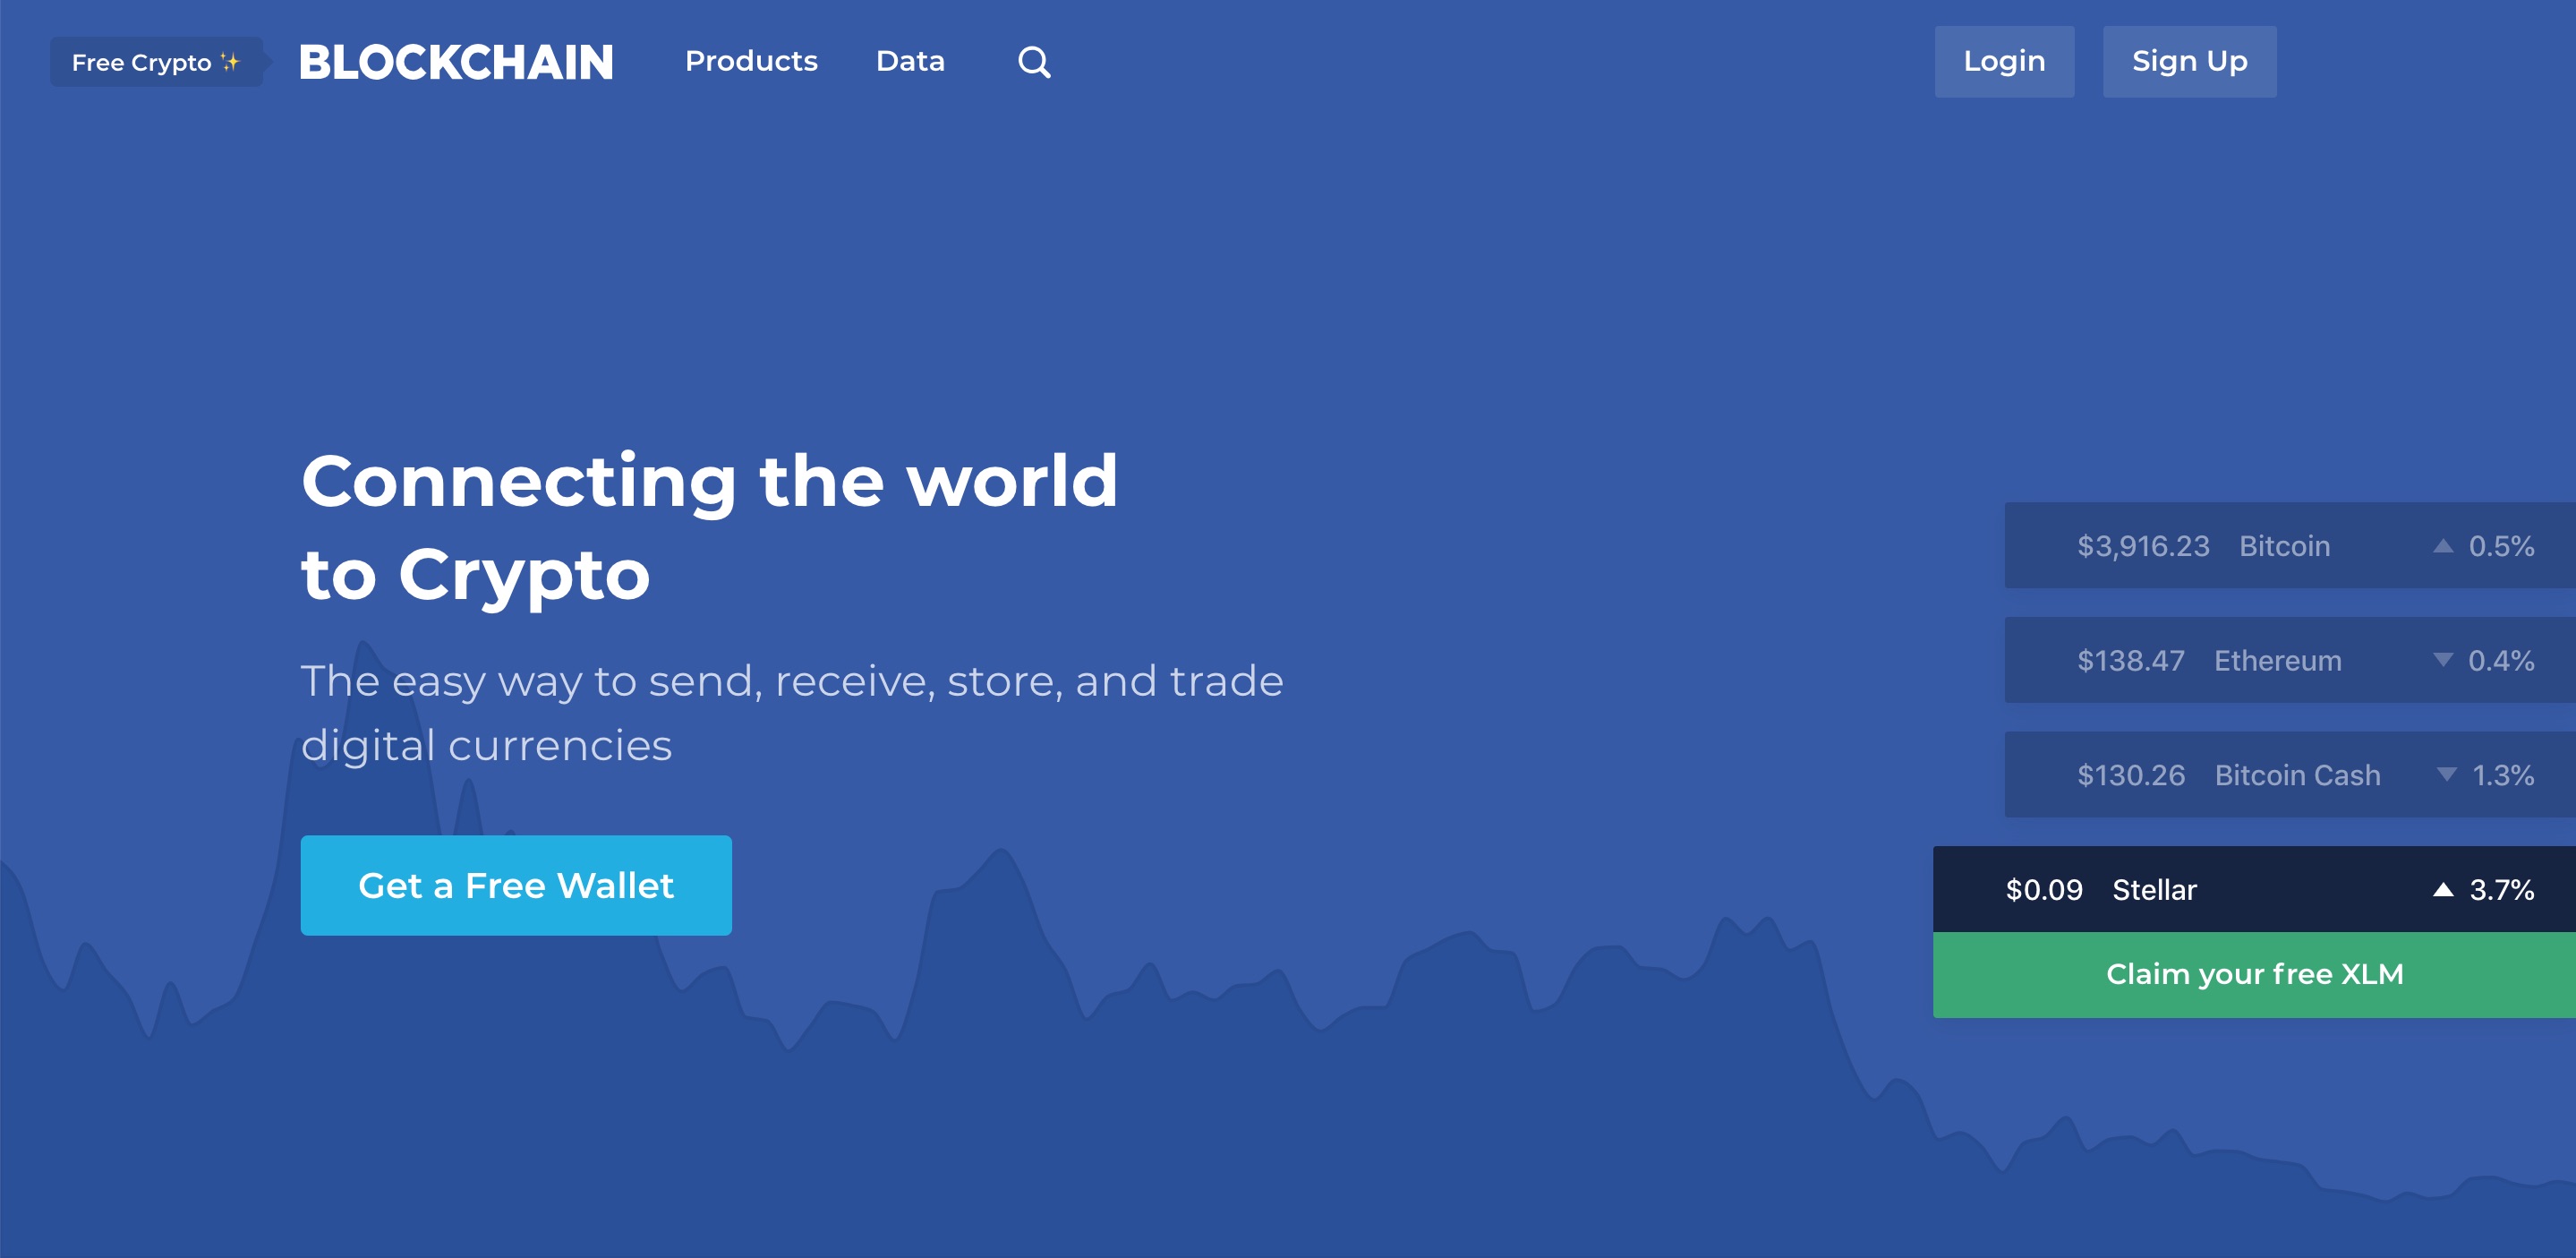 Free Crypto ✨ BLOCKCHAIN Products Data Login Sign Up
Connecting the world
to Crypto
The easy way to send, receive, store, and trade
digital currencies
Get a Free Wallet
$3,916.23 Bitcoin ▲ 0.5%
$138.47 Ethereum ▼ 0.4%
$130.26 Bitcoin Cash ▼ 1.3%
$0.09 Stellar ▲ 3.7%
Claim your free XLM